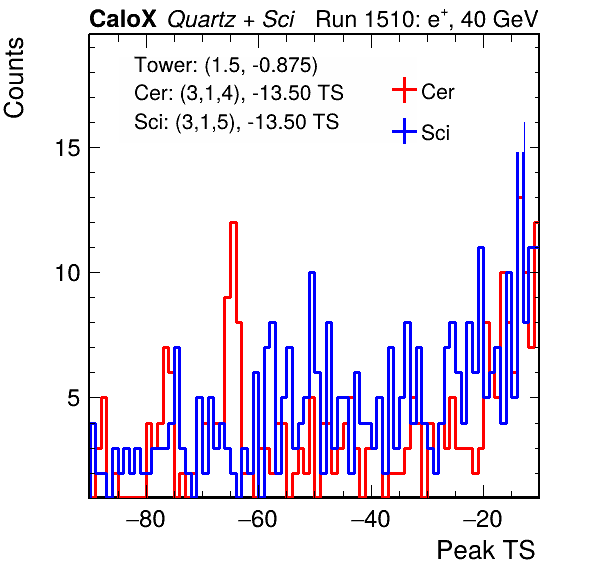 CaloX Quartz + Sci Run 1510: e+, 40 GeV
Counts
Tower: (1.5, -0.875)
Cer: (3,1,4), -13.50 TS
Sci: (3,1,5), -13.50 TS
Cer
Sci
15
10
5
−80 −60 −40 −20
Peak TS